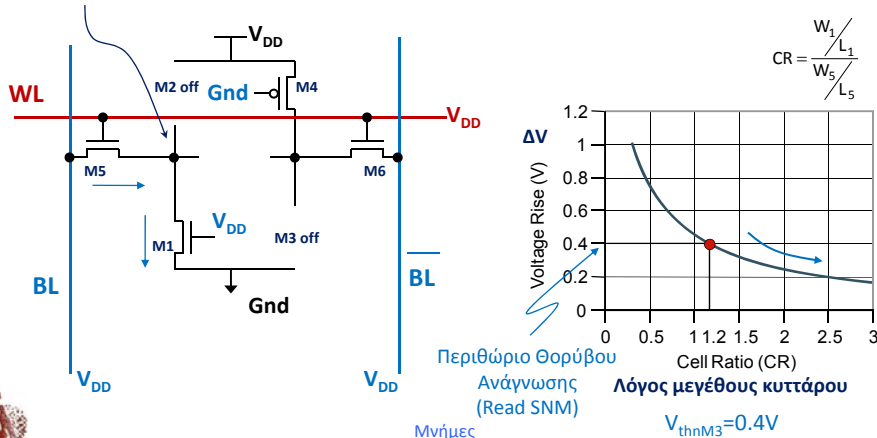 V_DD
M2 off
Gnd
M4
WL
V_DD
M5
M6
V_DD
M1
M3 off
BL
B̅L̅
Gnd
V_DD
V_DD
CR = (W₁/L₁)/(W₅/L₅)
ΔV
Voltage Rise (V)
1.2
1
0.8
0.6
0.4
0.2
0
0 0.5 1 1.2 1.5 2 2.5 3
Cell Ratio (CR)
Περιθώριο Θορύβου
Ανάγνωσης
(Read SNM)
Λόγος μεγέθους κυττάρου
V_thnM3=0.4V
Μνήμες